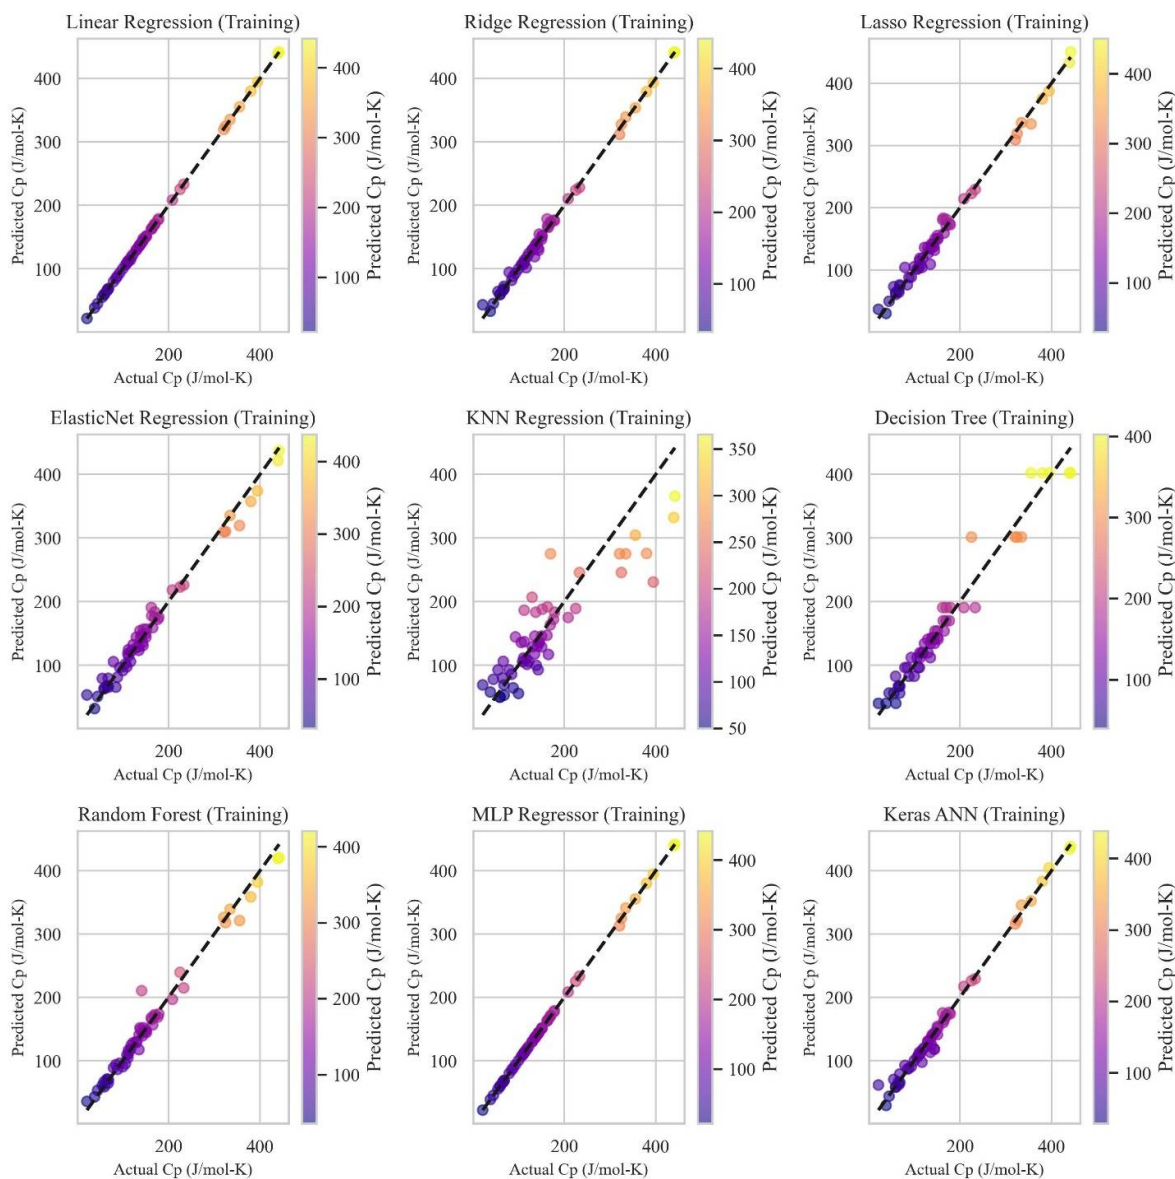 Linear Regression (Training)
Predicted Cp (J/mol-K)
400
300
200
100
200
400
Actual Cp (J/mol-K)
400
300
200
100
Predicted Cp (J/mol-K)
Ridge Regression (Training)
Predicted Cp (J/mol-K)
400
300
200
100
200
400
Actual Cp (J/mol-K)
400
300
200
100
Predicted Cp (J/mol-K)
Lasso Regression (Training)
Predicted Cp (J/mol-K)
400
300
200
100
200
400
Actual Cp (J/mol-K)
400
300
200
100
Predicted Cp (J/mol-K)
ElasticNet Regression (Training)
Predicted Cp (J/mol-K)
400
300
200
100
200
400
Actual Cp (J/mol-K)
400
300
200
100
Predicted Cp (J/mol-K)
KNN Regression (Training)
Predicted Cp (J/mol-K)
400
300
200
100
200
400
Actual Cp (J/mol-K)
350
300
250
200
150
100
50
Predicted Cp (J/mol-K)
Decision Tree (Training)
Predicted Cp (J/mol-K)
400
300
200
100
200
400
Actual Cp (J/mol-K)
400
300
200
100
Predicted Cp (J/mol-K)
Random Forest (Training)
Predicted Cp (J/mol-K)
400
300
200
100
200
400
Actual Cp (J/mol-K)
400
300
200
100
Predicted Cp (J/mol-K)
MLP Regressor (Training)
Predicted Cp (J/mol-K)
400
300
200
100
200
400
Actual Cp (J/mol-K)
400
300
200
100
Predicted Cp (J/mol-K)
Keras ANN (Training)
Predicted Cp (J/mol-K)
400
300
200
100
200
400
Actual Cp (J/mol-K)
400
300
200
100
Predicted Cp (J/mol-K)